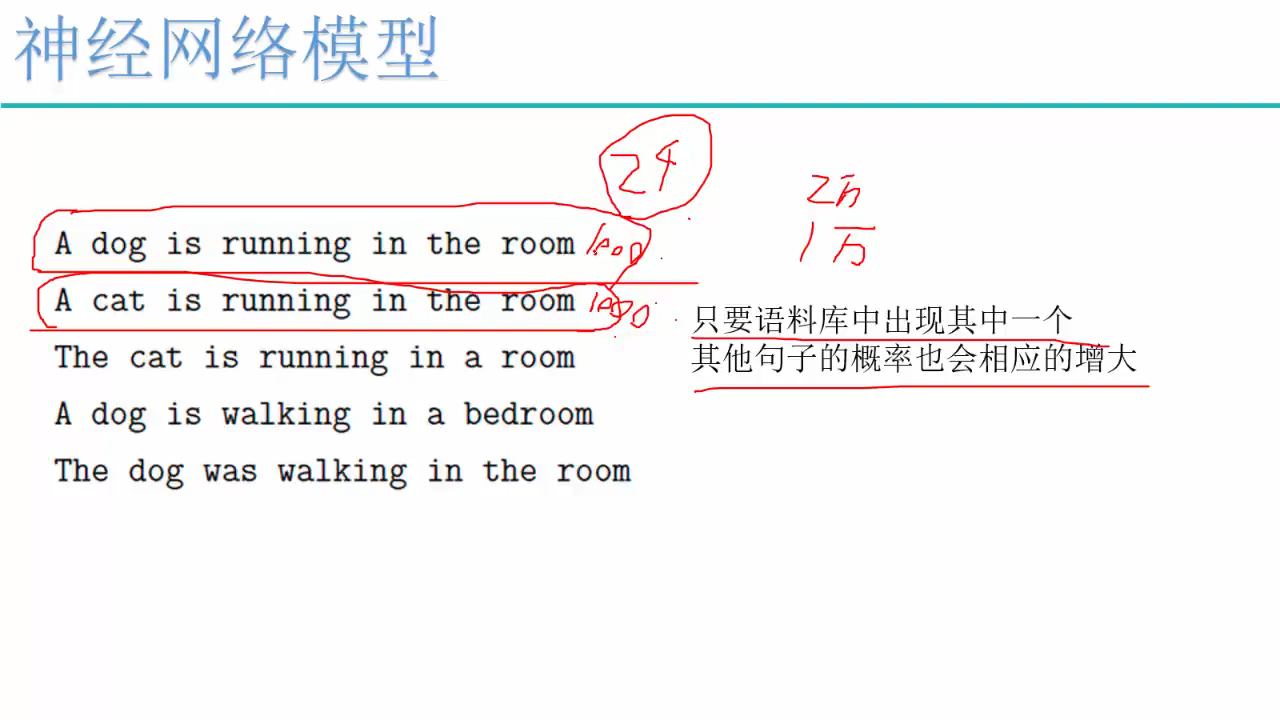 神经网络模型
24
2万
1万
A dog is running in the room 1000
A cat is running in the room 1000
The cat is running in a room
A dog is walking in a bedroom
The dog was walking in the room
只要语料库中出现其中一个
其他句子的概率也会相应的增大